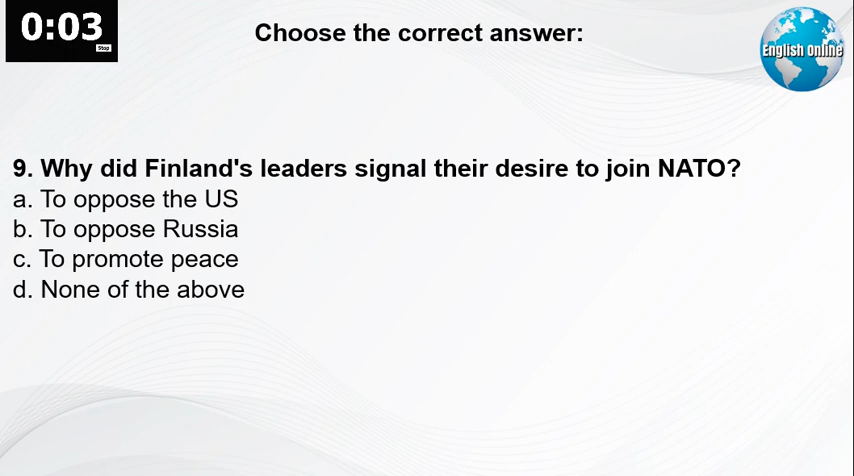 0:03
Stop
Choose the correct answer:
English Online
9. Why did Finland's leaders signal their desire to join NATO?
a. To oppose the US
b. To oppose Russia
c. To promote peace
d. None of the above